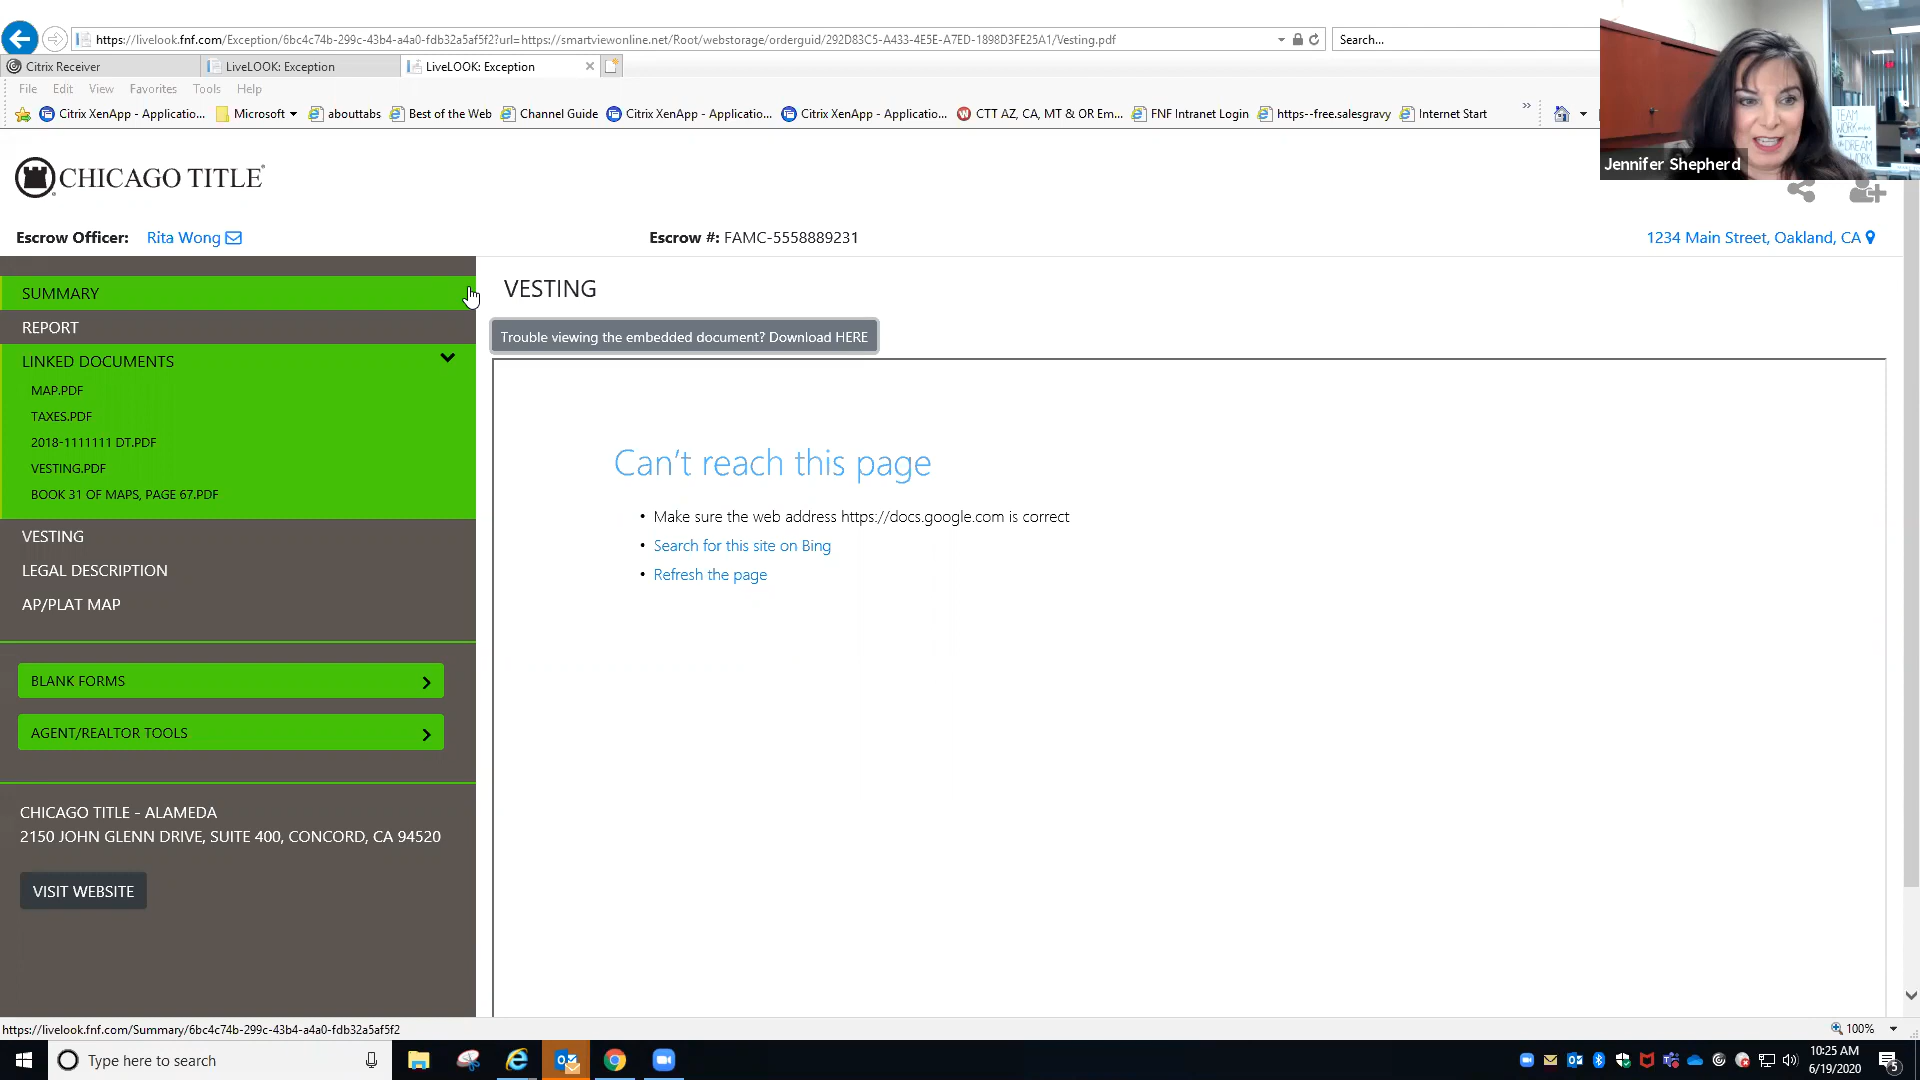 https://livelook.fnf.com/Exception/6bc4c74b-299c-43b4-a4a0-fdb32a5af5f2?url=https://smartviewonline.net/Root/webstorage/orderguid/292D83C5-A433-4E5E-A7ED-1898D3FE25A1/Vesting.pdf
Search...
Citrix Receiver
LiveLOOK: Exception
LiveLOOK: Exception
File Edit View Favorites Tools Help
Citrix XenApp - Applicatio...
Microsoft
abouttabs
Best of the Web
Channel Guide
Citrix XenApp - Applicatio...
Citrix XenApp - Applicatio...
CTT AZ, CA, MT & OR Em...
FNF Intranet Login
https--free.salesgravy
Internet Start
TEAM
WORK
DREAM
WORK
Jennifer Shepherd
CHICAGO TITLE
Escrow Officer: Rita Wong
Escrow #: FAMC-5558889231
1234 Main Street, Oakland, CA
SUMMARY
REPORT
LINKED DOCUMENTS
MAP.PDF
TAXES.PDF
2018-1111111 DT.PDF
VESTING.PDF
BOOK 31 OF MAPS, PAGE 67.PDF
VESTING
LEGAL DESCRIPTION
AP/PLAT MAP
BLANK FORMS
AGENT/REALTOR TOOLS
CHICAGO TITLE - ALAMEDA
2150 JOHN GLENN DRIVE, SUITE 400, CONCORD, CA 94520
VISIT WEBSITE
VESTING
Trouble viewing the embedded document? Download HERE
Can't reach this page
• Make sure the web address https://docs.google.com is correct
• Search for this site on Bing
• Refresh the page
https://livelook.fnf.com/Summary/6bc4c74b-299c-43b4-a4a0-fdb32a5af5f2
100%
Type here to search
10:25 AM
6/19/2020
5